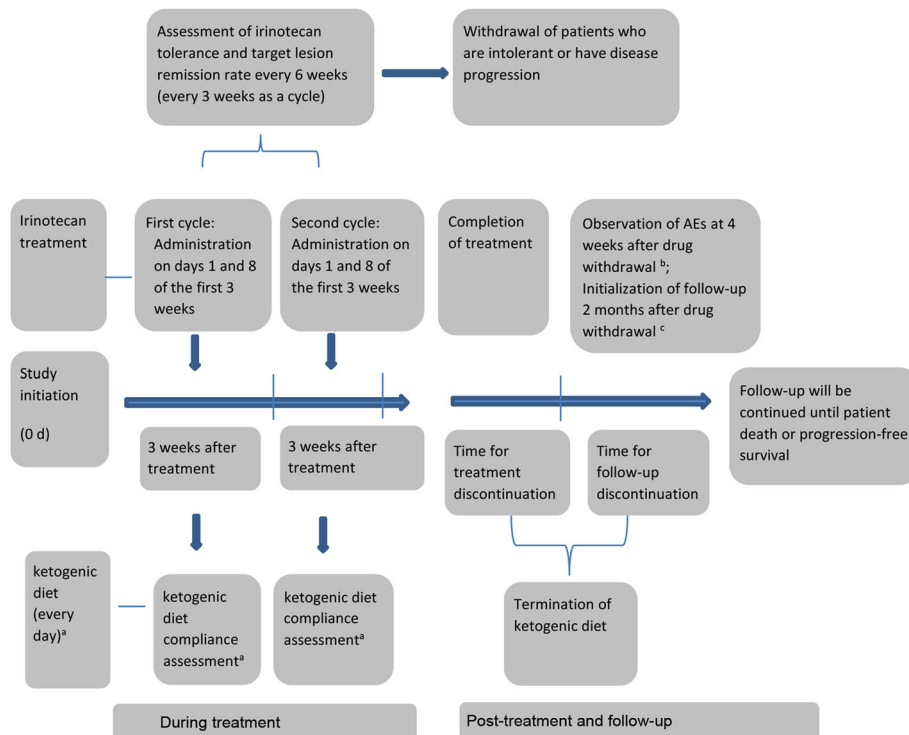 Assessment of irinotecan
tolerance and target lesion
remission rate every 6 weeks
(every 3 weeks as a cycle)
Withdrawal of patients who
are intolerant or have disease
progression
Irinotecan
treatment
First cycle:
Administration
on days 1 and 8
of the first 3
weeks
Second cycle:
Administration on
days 1 and 8 of
the first 3 weeks
Completion
of treatment
Observation of AEs at 4
weeks after drug
withdrawal b;
Initialization of follow-up
2 months after drug
withdrawal c
Study
initiation
(0 d)
3 weeks after
treatment
3 weeks after
treatment
Time for
treatment
discontinuation
Time for
follow-up
discontinuation
Follow-up will be
continued until patient
death or progression-free
survival
ketogenic
diet
(every
day)a
ketogenic
diet
compliance
assessmenta
ketogenic diet
compliance
assessmenta
Termination of
ketogenic diet
During treatment
Post-treatment and follow-up